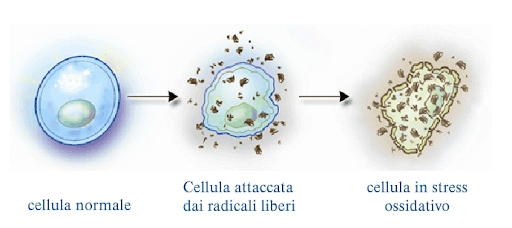 cellula normale
Cellula attaccata
dai radicali liberi
cellula in stress
ossidativo